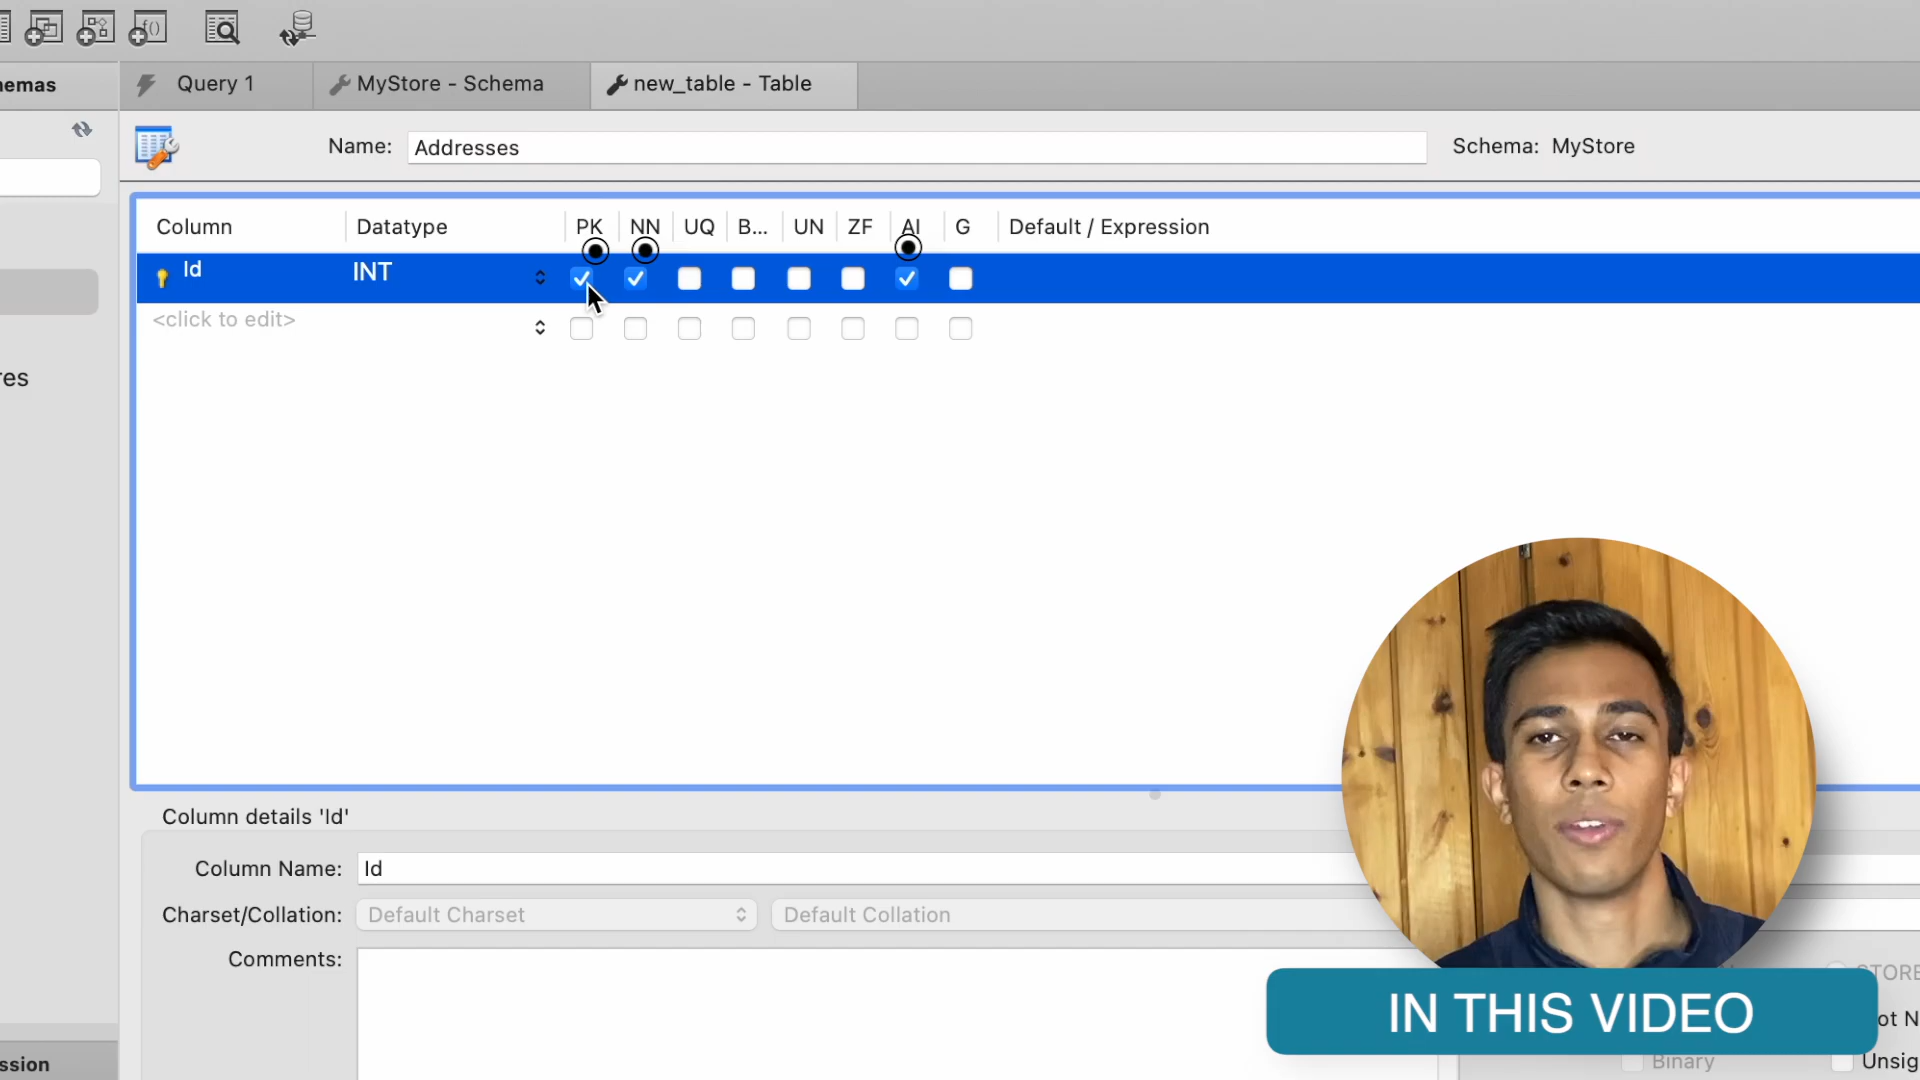 emas
Query 1
MyStore - Schema
new_table - Table
Name: Addresses
Schema: MyStore
Column Datatype PK NN UQ B... UN ZF AI G Default / Expression
Id INT
<click to edit>
res
Column details 'Id'
Column Name: Id
Charset/Collation: Default Charset Default Collation
Comments:
STORE
IN THIS VIDEO
ot N
Binary
Unsig
ssion